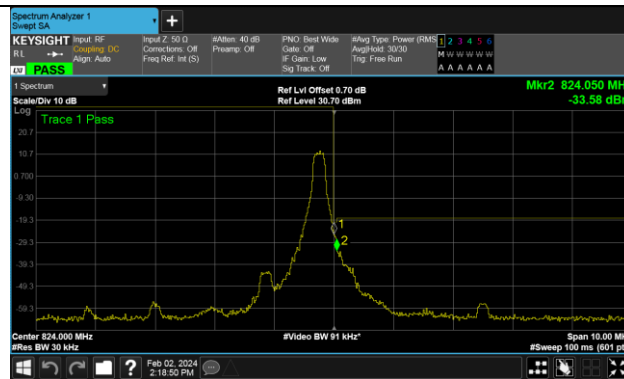 Spectrum Analyzer 1
Swept SA
+
KEYSIGHT Input: RF
RL Coupling: DC
Align: Auto
LXI PASS
Input Z: 50 Ω
Corrections: Off
Freq Ref: Int (S)
#Atten: 40 dB
Preamp: Off
PNO: Best Wide
Gate: Off
IF Gain: Low
Sig Track: Off
#Avg Type: Power (RMS
Avg|Hold: 30/30
Trig: Free Run
1 2 3 4 5 6
M W W W W W
A A A A A A
1 Spectrum
Scale/Div 10 dB
Ref Lvl Offset 0.70 dB
Ref Level 30.70 dBm
Mkr2 824.050 MH
-33.58 dB
Log
Trace 1 Pass
20.7
10.7
0.700
-9.30
-19.3
-29.3
-39.3
-49.3
-59.3
1
2
Center 824.000 MHz
#Res BW 30 kHz
#Video BW 91 kHz*
Span 10.00 M
#Sweep 100 ms (601 pt
?
Feb 02, 2024
2:18:50 PM